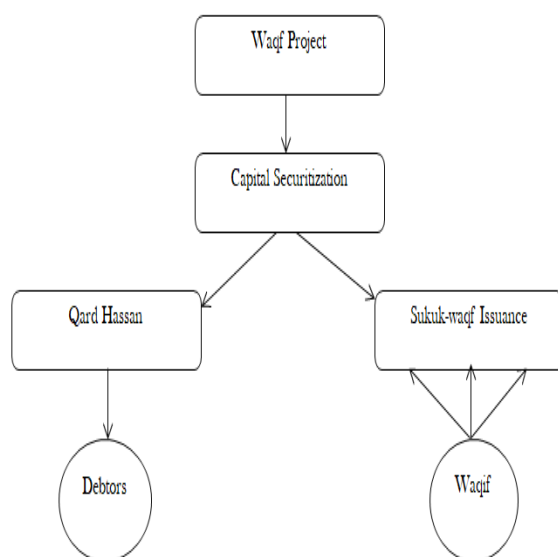 Waqf Project
Capital Securitization
Qard Hassan
Sukuk-waqf Issuance
Debtors
Waqif